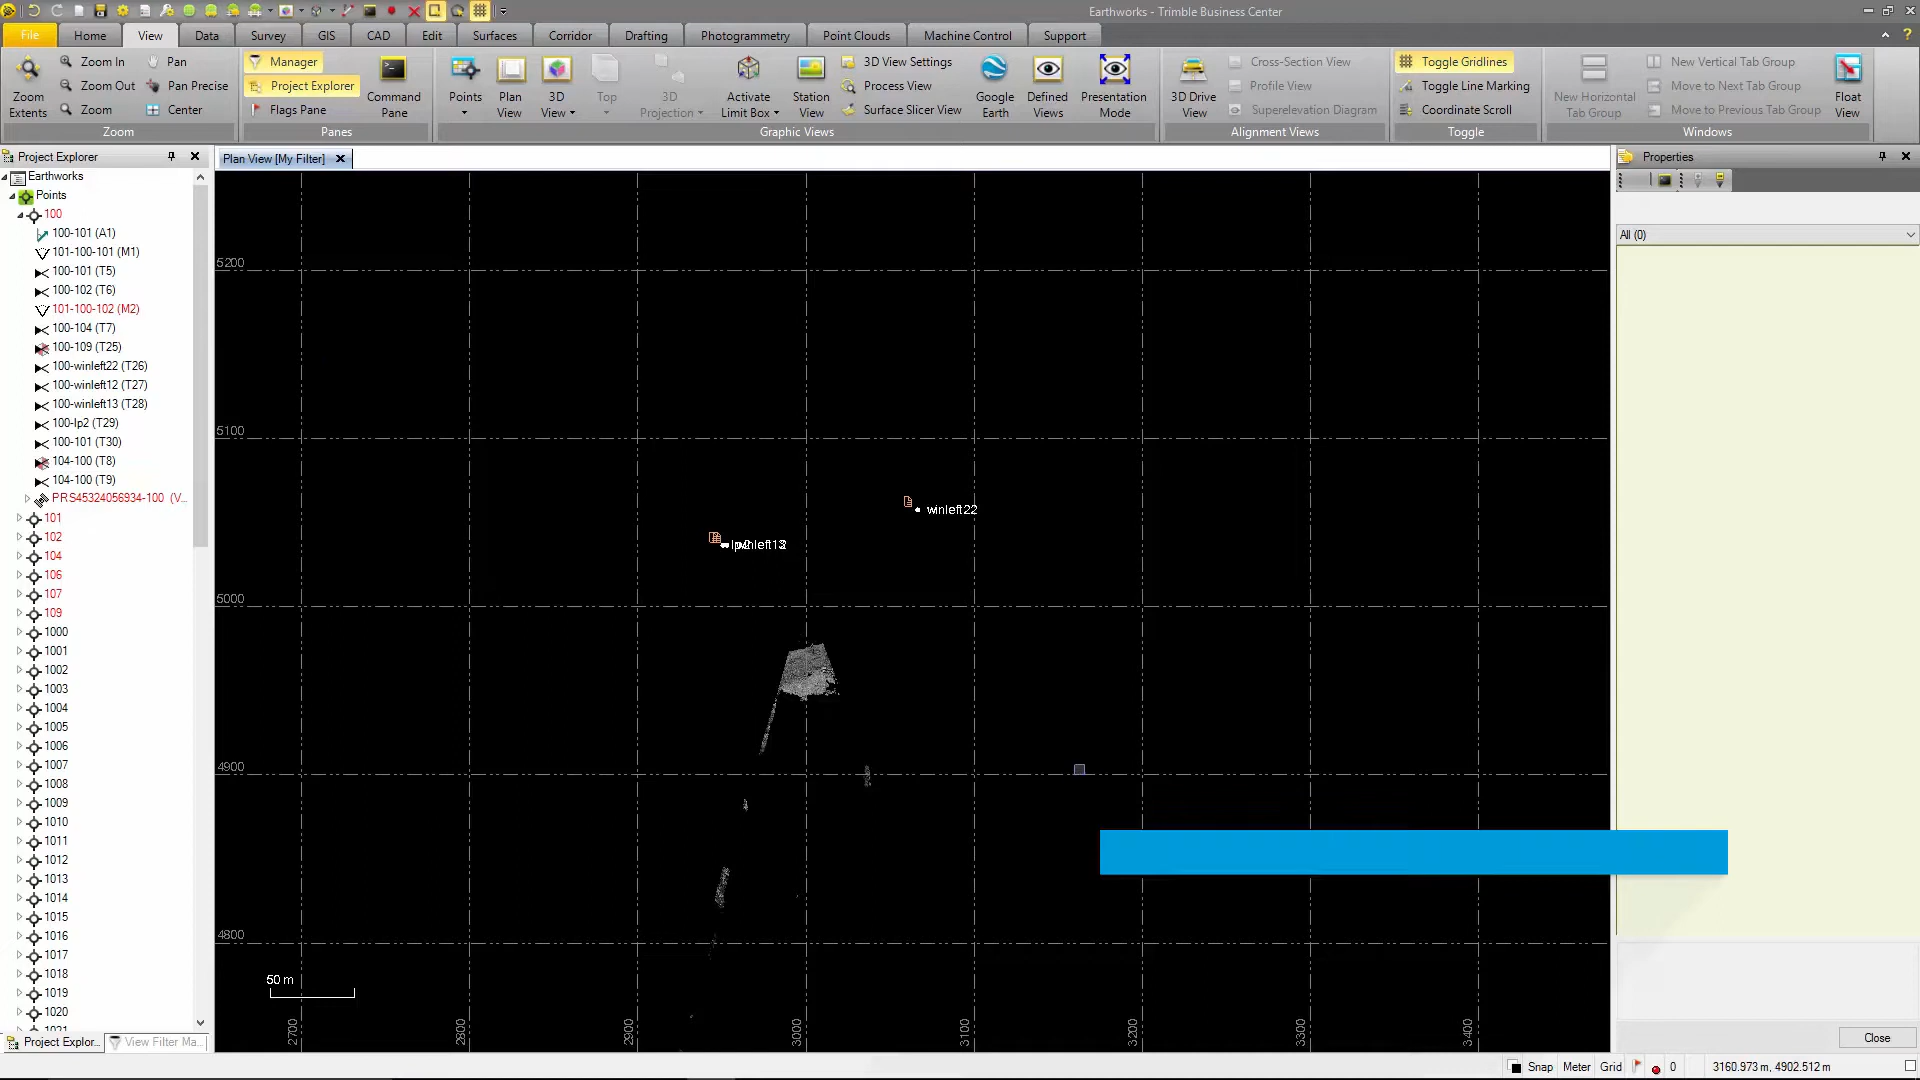 Earthworks - Trimble Business Center
File
Home
View
Data
Survey
GIS
CAD
Edit
Surfaces
Corridor
Drafting
Photogrammetry
Point Clouds
Machine Control
Support
Zoom Extents
Zoom In
Zoom Out
Zoom
Pan
Pan Precise
Center
Zoom
Manager
Project Explorer
Flags Pane
Command Pane
Panes
Points
Plan View
3D View
Top
3D Projection
Activate Limit Box
Station View
3D View Settings
Process View
Surface Slicer View
Google Earth
Defined Views
Presentation Mode
Graphic Views
3D Drive View
Cross-Section View
Profile View
Superelevation Diagram
Alignment Views
Toggle Gridlines
Toggle Line Marking
Coordinate Scroll
Toggle
New Horizontal Tab Group
New Vertical Tab Group
Move to Next Tab Group
Move to Previous Tab Group
Float View
Windows
Project Explorer
Earthworks
Points
100
100-101 (A1)
101-100-101 (M1)
100-101 (T5)
100-102 (T6)
101-100-102 (M2)
100-104 (T7)
100-109 (T25)
100-winleft22 (T26)
100-winleft12 (T27)
100-winleft13 (T28)
100-lp2 (T29)
100-101 (T30)
104-100 (T8)
104-100 (T9)
PRS45324056934-100 (V...
101
102
104
106
107
109
1000
1001
1002
1003
1004
1005
1006
1007
1008
1009
1010
1011
1012
1013
1014
1015
1016
1017
1018
1019
1020
1021
Project Explor...
View Filter Ma...
Plan View [My Filter]
5200
5100
5000
4900
4800
winleft22
50 m
2700
2800
2900
3000
3100
3200
3300
3400
Properties
All (0)
Close
Snap
Meter
Grid
0
3160.973 m, 4902.512 m